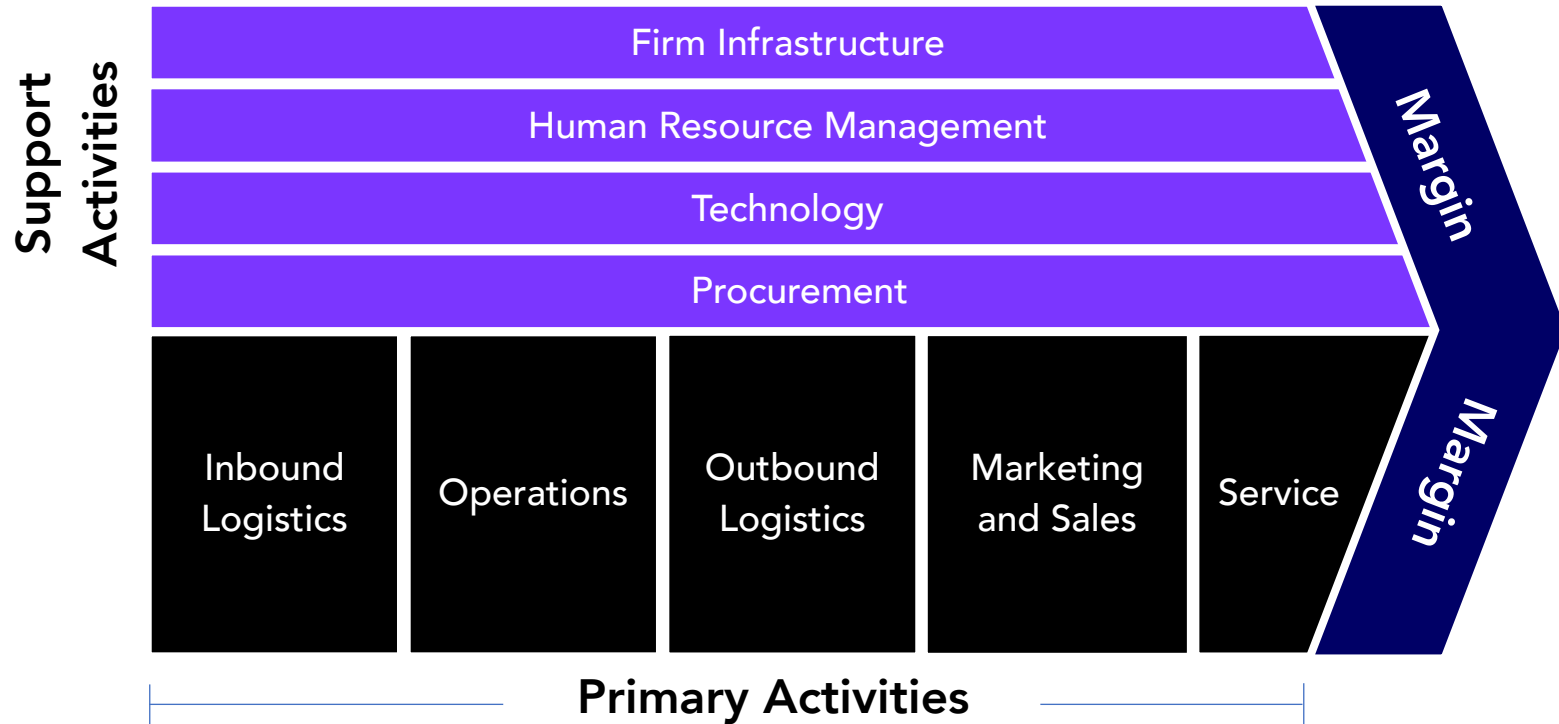 Support
Activities
Firm Infrastructure
Human Resource Management
Technology
Procurement
Margin
Inbound
Logistics
Operations
Outbound
Logistics
Marketing
and Sales
Service
Margin
Primary Activities